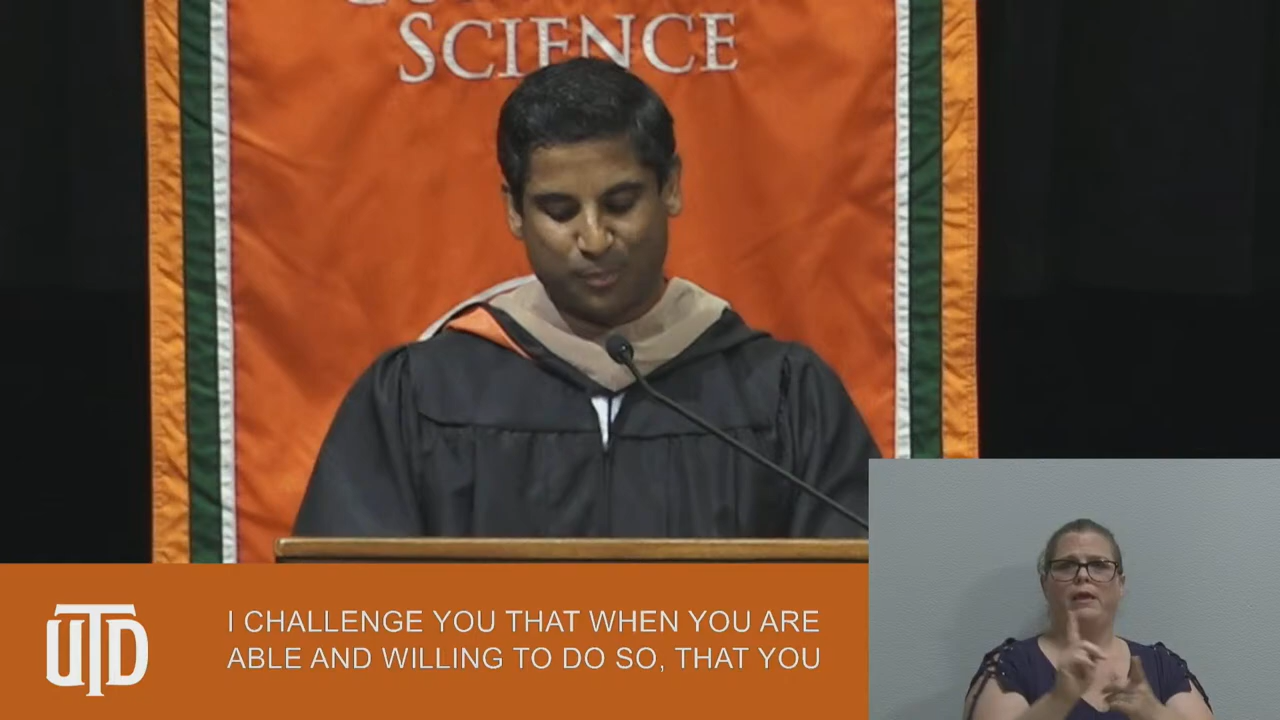 SCIENCE
I CHALLENGE YOU THAT WHEN YOU ARE
ABLE AND WILLING TO DO SO, THAT YOU
UTD